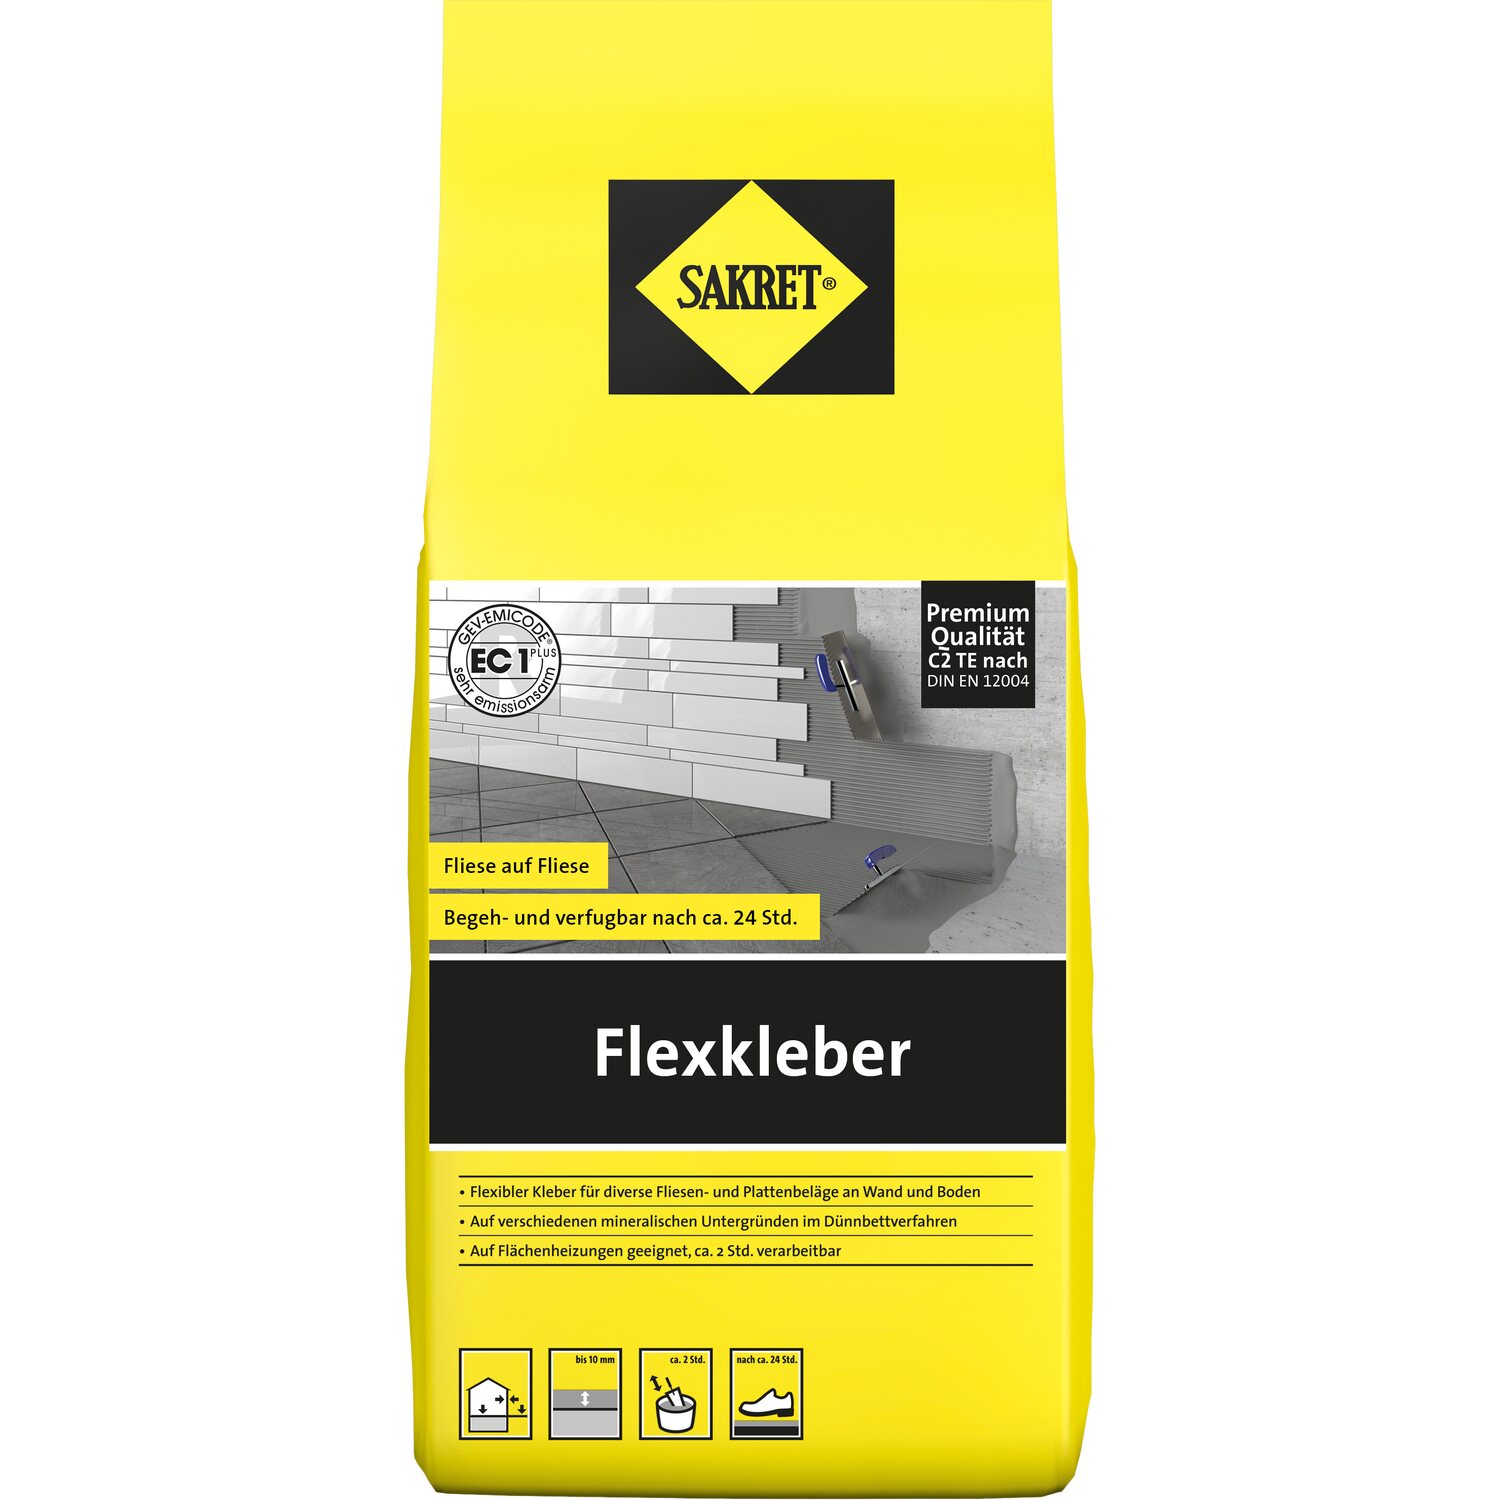 SAKRET®
GEV-EMICODE®
EC1 PLUS
R
sehr emissionsarm
Premium
Qualität
C2 TE nach
DIN EN 12004
Fliese auf Fliese
Begeh- und verfugbar nach ca. 24 Std.
Flexkleber
• Flexibler Kleber für diverse Fliesen- und Plattenbeläge an Wand und Boden
• Auf verschiedenen mineralischen Untergründen im Dünnbettverfahren
• Auf Flächenheizungen geeignet, ca. 2 Std. verarbeitbar
bis 10 mm
ca. 2 Std.
nach ca. 24 Std.